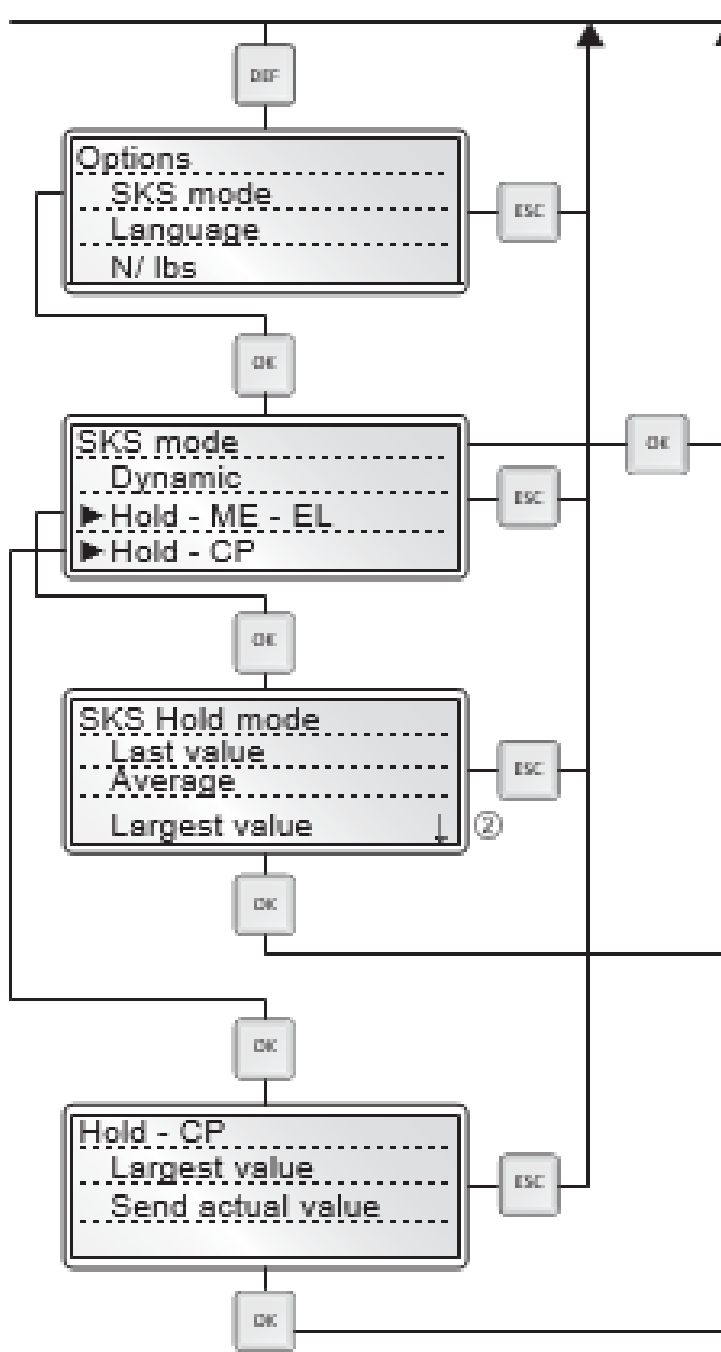 DEF
Options
SKS mode
Language
N/ lbs
ESC
OK
SKS mode
Dynamic
▶Hold - ME - EL
▶Hold - CP
OK
ESC
OK
SKS Hold mode
Last value
Average
Largest value ↓
②
ESC
OK
OK
Hold - CP
Largest value
Send actual value
ESC
OK